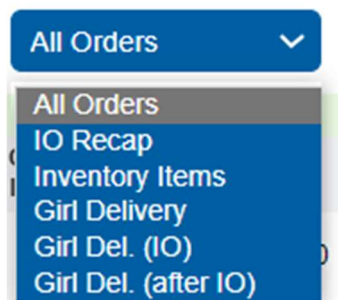 All Orders
All Orders
IO Recap
Inventory Items
Girl Delivery
Girl Del. (IO)
Girl Del. (after IO)